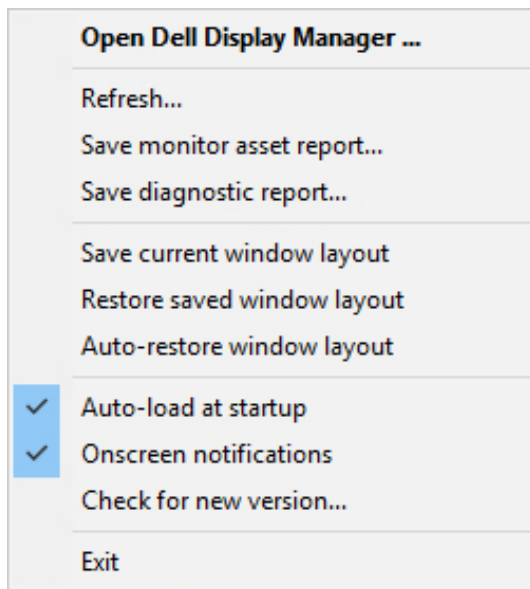 Open Dell Display Manager ...
Refresh...
Save monitor asset report...
Save diagnostic report...
Save current window layout
Restore saved window layout
Auto-restore window layout
Auto-load at startup
Onscreen notifications
Check for new version...
Exit